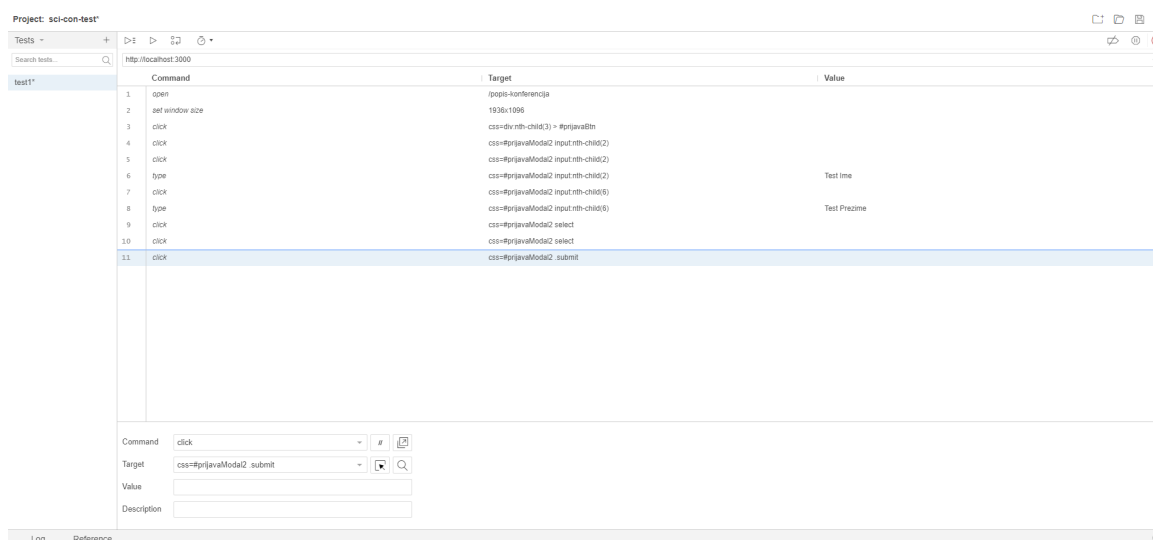 Project: sci-con-test*
Tests
Search tests...
http://localhost:3000
test1*
Command Target Value
1 open /popis-konferencija
2 set window size 1936x1096
3 click css=div:nth-child(3) > #prijavaBtn
4 click css=#prijavaModal2 input:nth-child(2)
5 click css=#prijavaModal2 input:nth-child(2)
6 type css=#prijavaModal2 input:nth-child(2) Test Ime
7 click css=#prijavaModal2 input:nth-child(6)
8 type css=#prijavaModal2 input:nth-child(6) Test Prezime
9 click css=#prijavaModal2 select
10 click css=#prijavaModal2 select
11 click css=#prijavaModal2 .submit
Command click //
Target css=#prijavaModal2 .submit
Value
Description
Log Reference